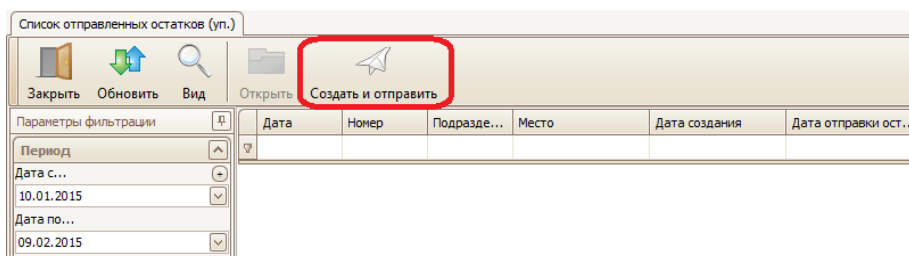 Список отправленных остатков (уп.)
Закрыть Обновить Вид Открыть Создать и отправить
Параметры фильтрации
Дата Номер Подразде... Место Дата создания Дата отправки ост...
Период
Дата с...
10.01.2015
Дата по...
09.02.2015